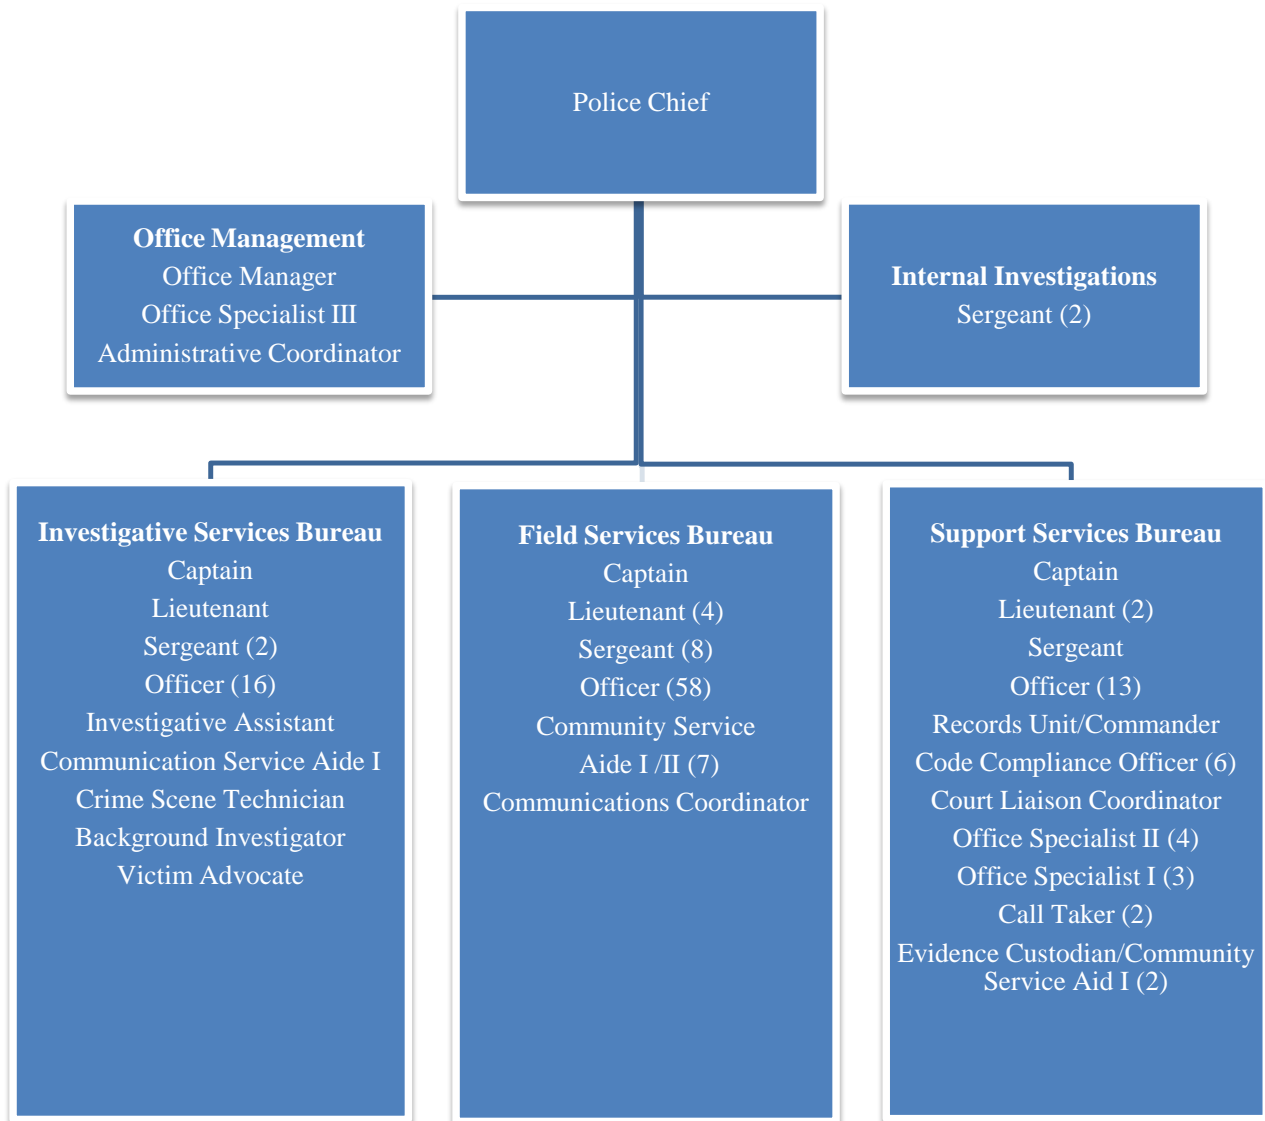 Police Chief
Office Management
Office Manager
Office Specialist III
Administrative Coordinator
Internal Investigations
Sergeant (2)
Investigative Services Bureau
Captain
Lieutenant
Sergeant (2)
Officer (16)
Investigative Assistant
Communication Service Aide I
Crime Scene Technician
Background Investigator
Victim Advocate
Field Services Bureau
Captain
Lieutenant (4)
Sergeant (8)
Officer (58)
Community Service
Aide I /II (7)
Communications Coordinator
Support Services Bureau
Captain
Lieutenant (2)
Sergeant
Officer (13)
Records Unit/Commander
Code Compliance Officer (6)
Court Liaison Coordinator
Office Specialist II (4)
Office Specialist I (3)
Call Taker (2)
Evidence Custodian/Community
Service Aid I (2)